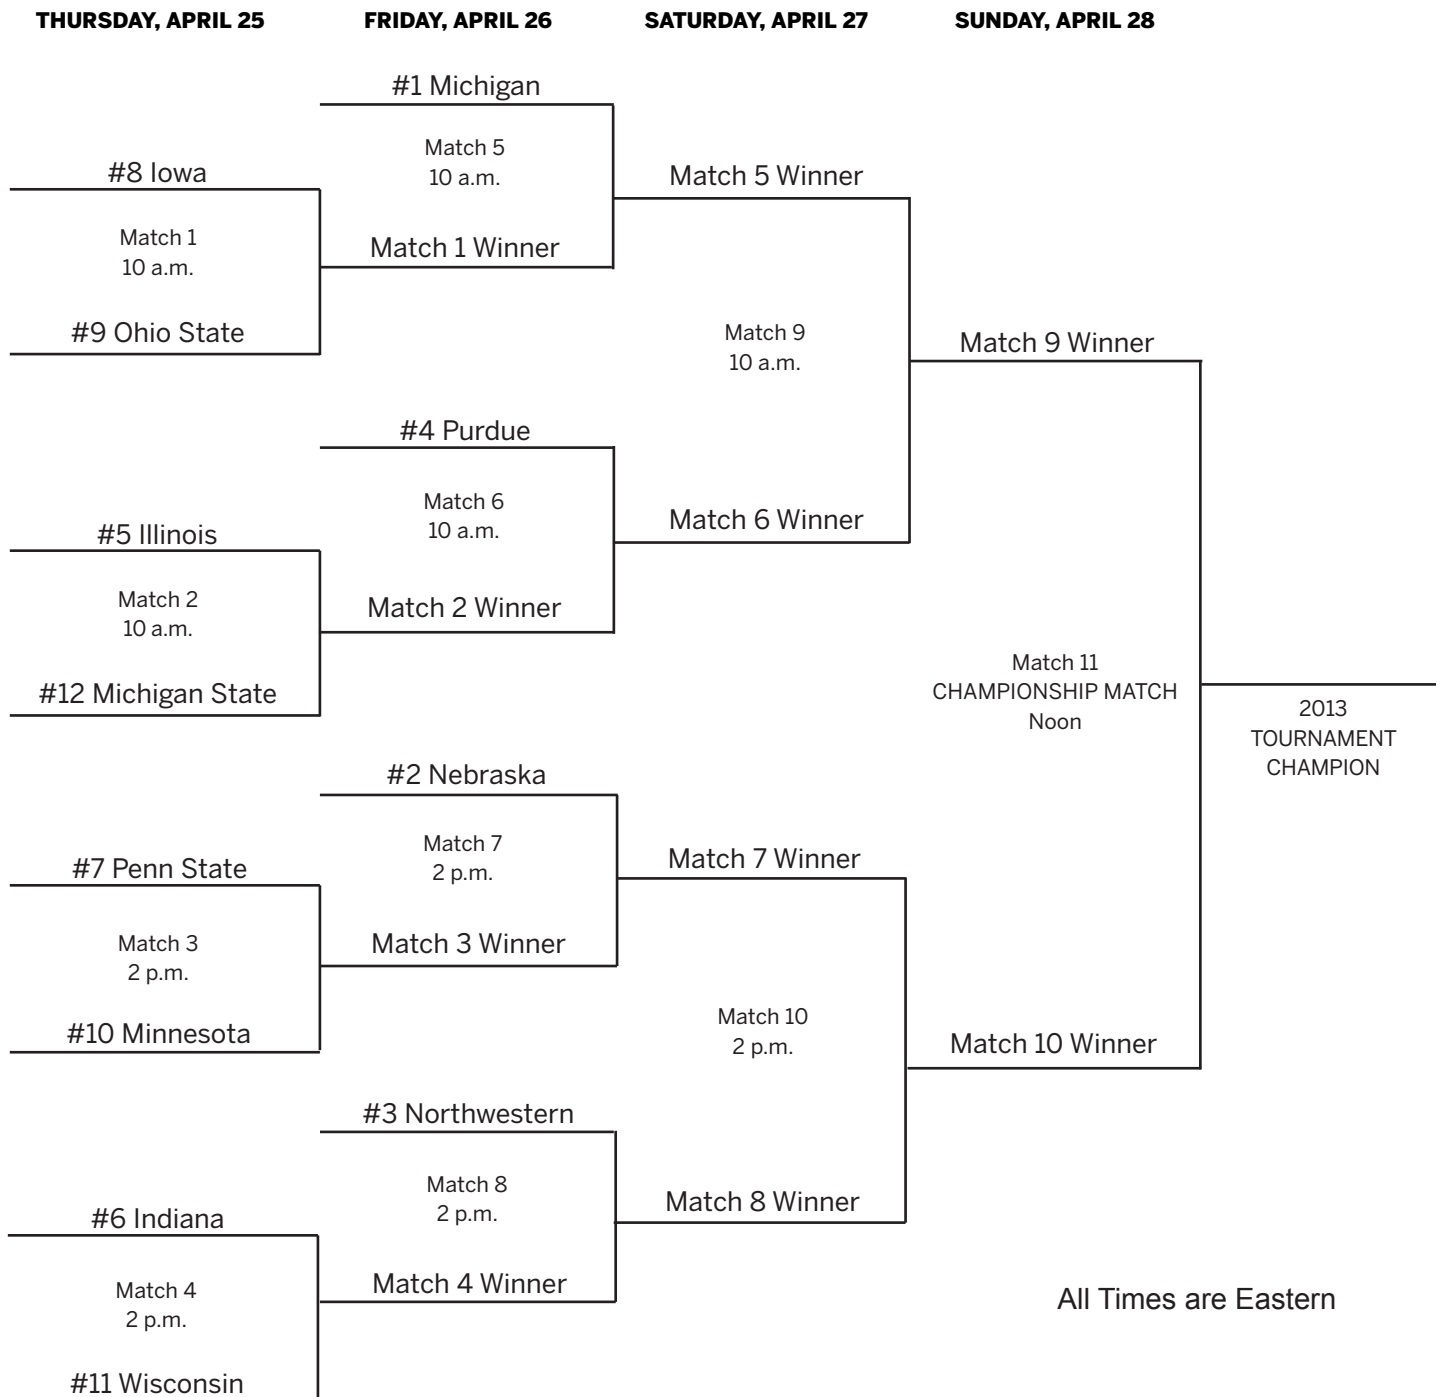 THURSDAY, APRIL 25
FRIDAY, APRIL 26
SATURDAY, APRIL 27
SUNDAY, APRIL 28
#8 Iowa
Match 1
10 a.m.
#9 Ohio State
#5 Illinois
Match 2
10 a.m.
#12 Michigan State
#7 Penn State
Match 3
2 p.m.
#10 Minnesota
#6 Indiana
Match 4
2 p.m.
#11 Wisconsin
#1 Michigan
Match 5
10 a.m.
Match 1 Winner
#4 Purdue
Match 6
10 a.m.
Match 2 Winner
#2 Nebraska
Match 7
2 p.m.
Match 3 Winner
#3 Northwestern
Match 8
2 p.m.
Match 4 Winner
Match 5 Winner
Match 9
10 a.m.
Match 6 Winner
Match 7 Winner
Match 10
2 p.m.
Match 8 Winner
Match 9 Winner
Match 11
CHAMPIONSHIP MATCH
Noon
Match 10 Winner
2013
TOURNAMENT
CHAMPION
All Times are Eastern